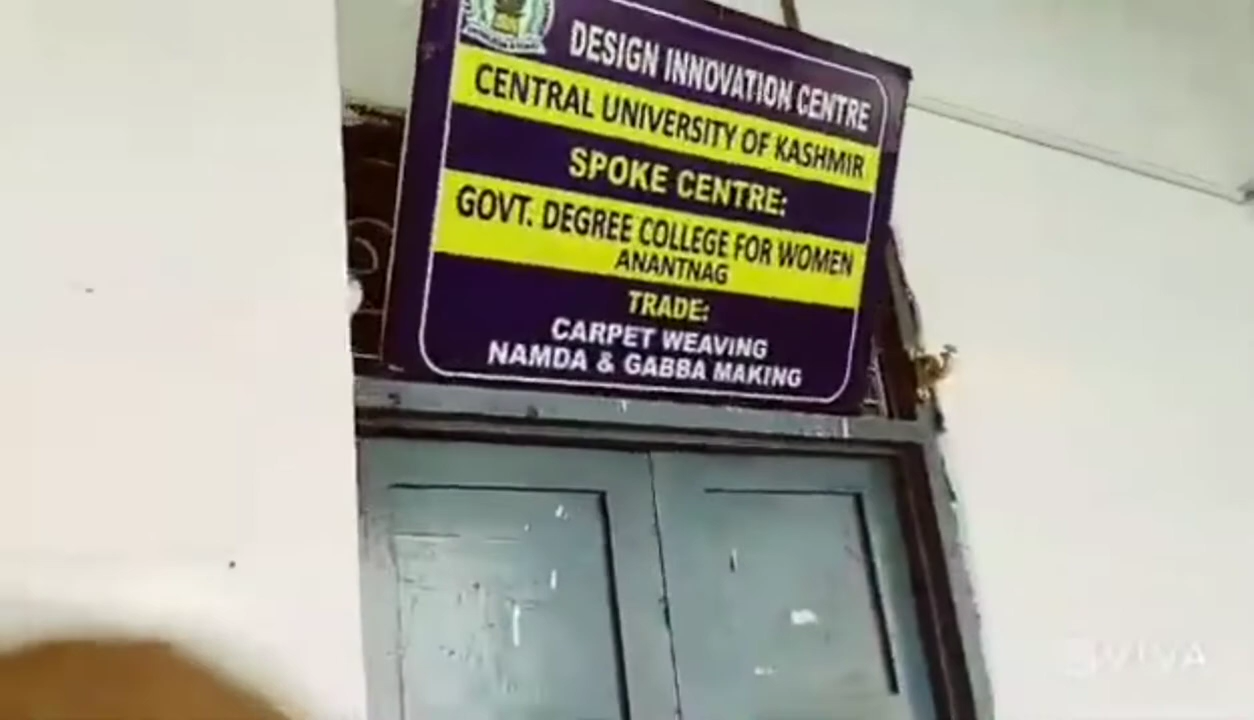 DESIGN INNOVATION CENTRE
CENTRAL UNIVERSITY OF KASHMIR
SPOKE CENTRE:
GOVT. DEGREE COLLEGE FOR WOMEN
ANANTNAG
TRADE:
CARPET WEAVING
NAMDA & GABBA MAKING